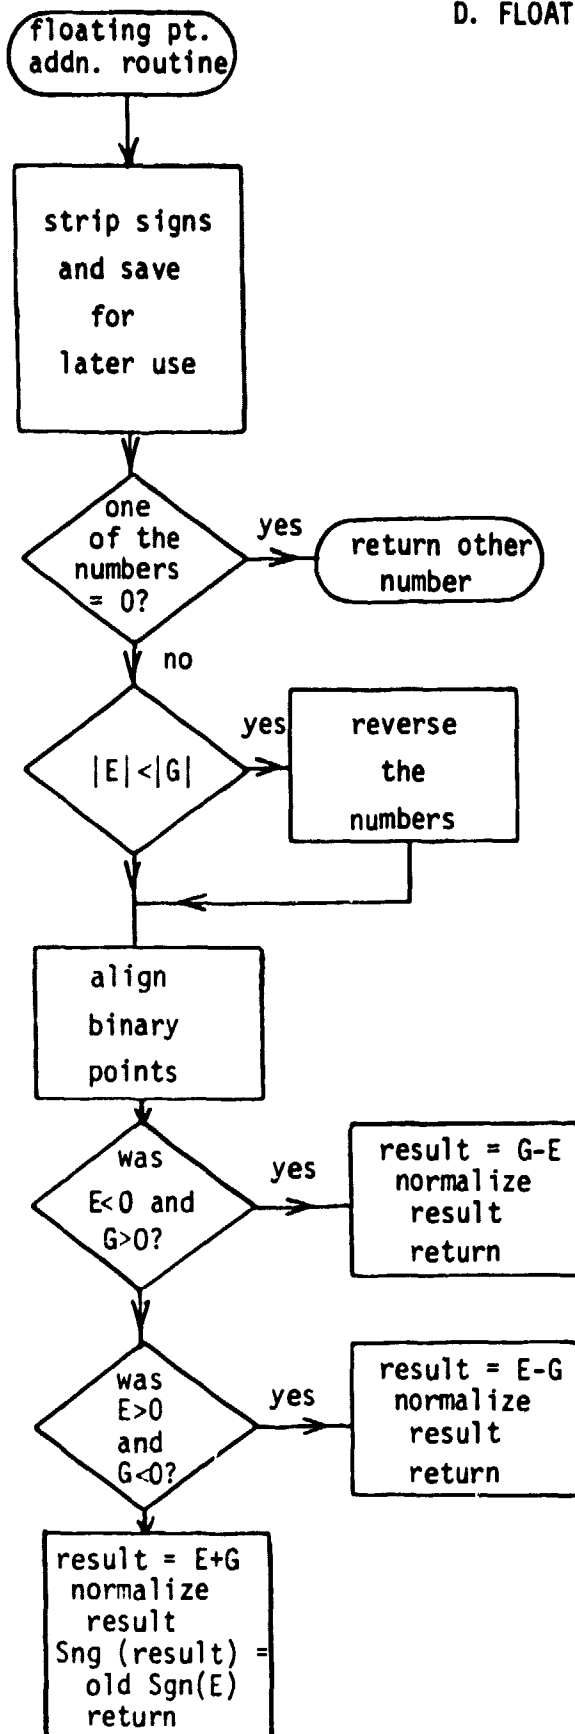 D. FLOAT
floating pt.
addn. routine
strip signs
and save
for
later use
one
of the
numbers
= 0?
yes
return other
number
no
|E|<|G|
yes
reverse
the
numbers
align
binary
points
was
E<0 and
G>0?
yes
result = G-E
normalize
result
return
was
E>0
and
G<0?
yes
result = E-G
normalize
result
return
result = E+G
normalize
result
Sng (result) =
old Sgn(E)
return